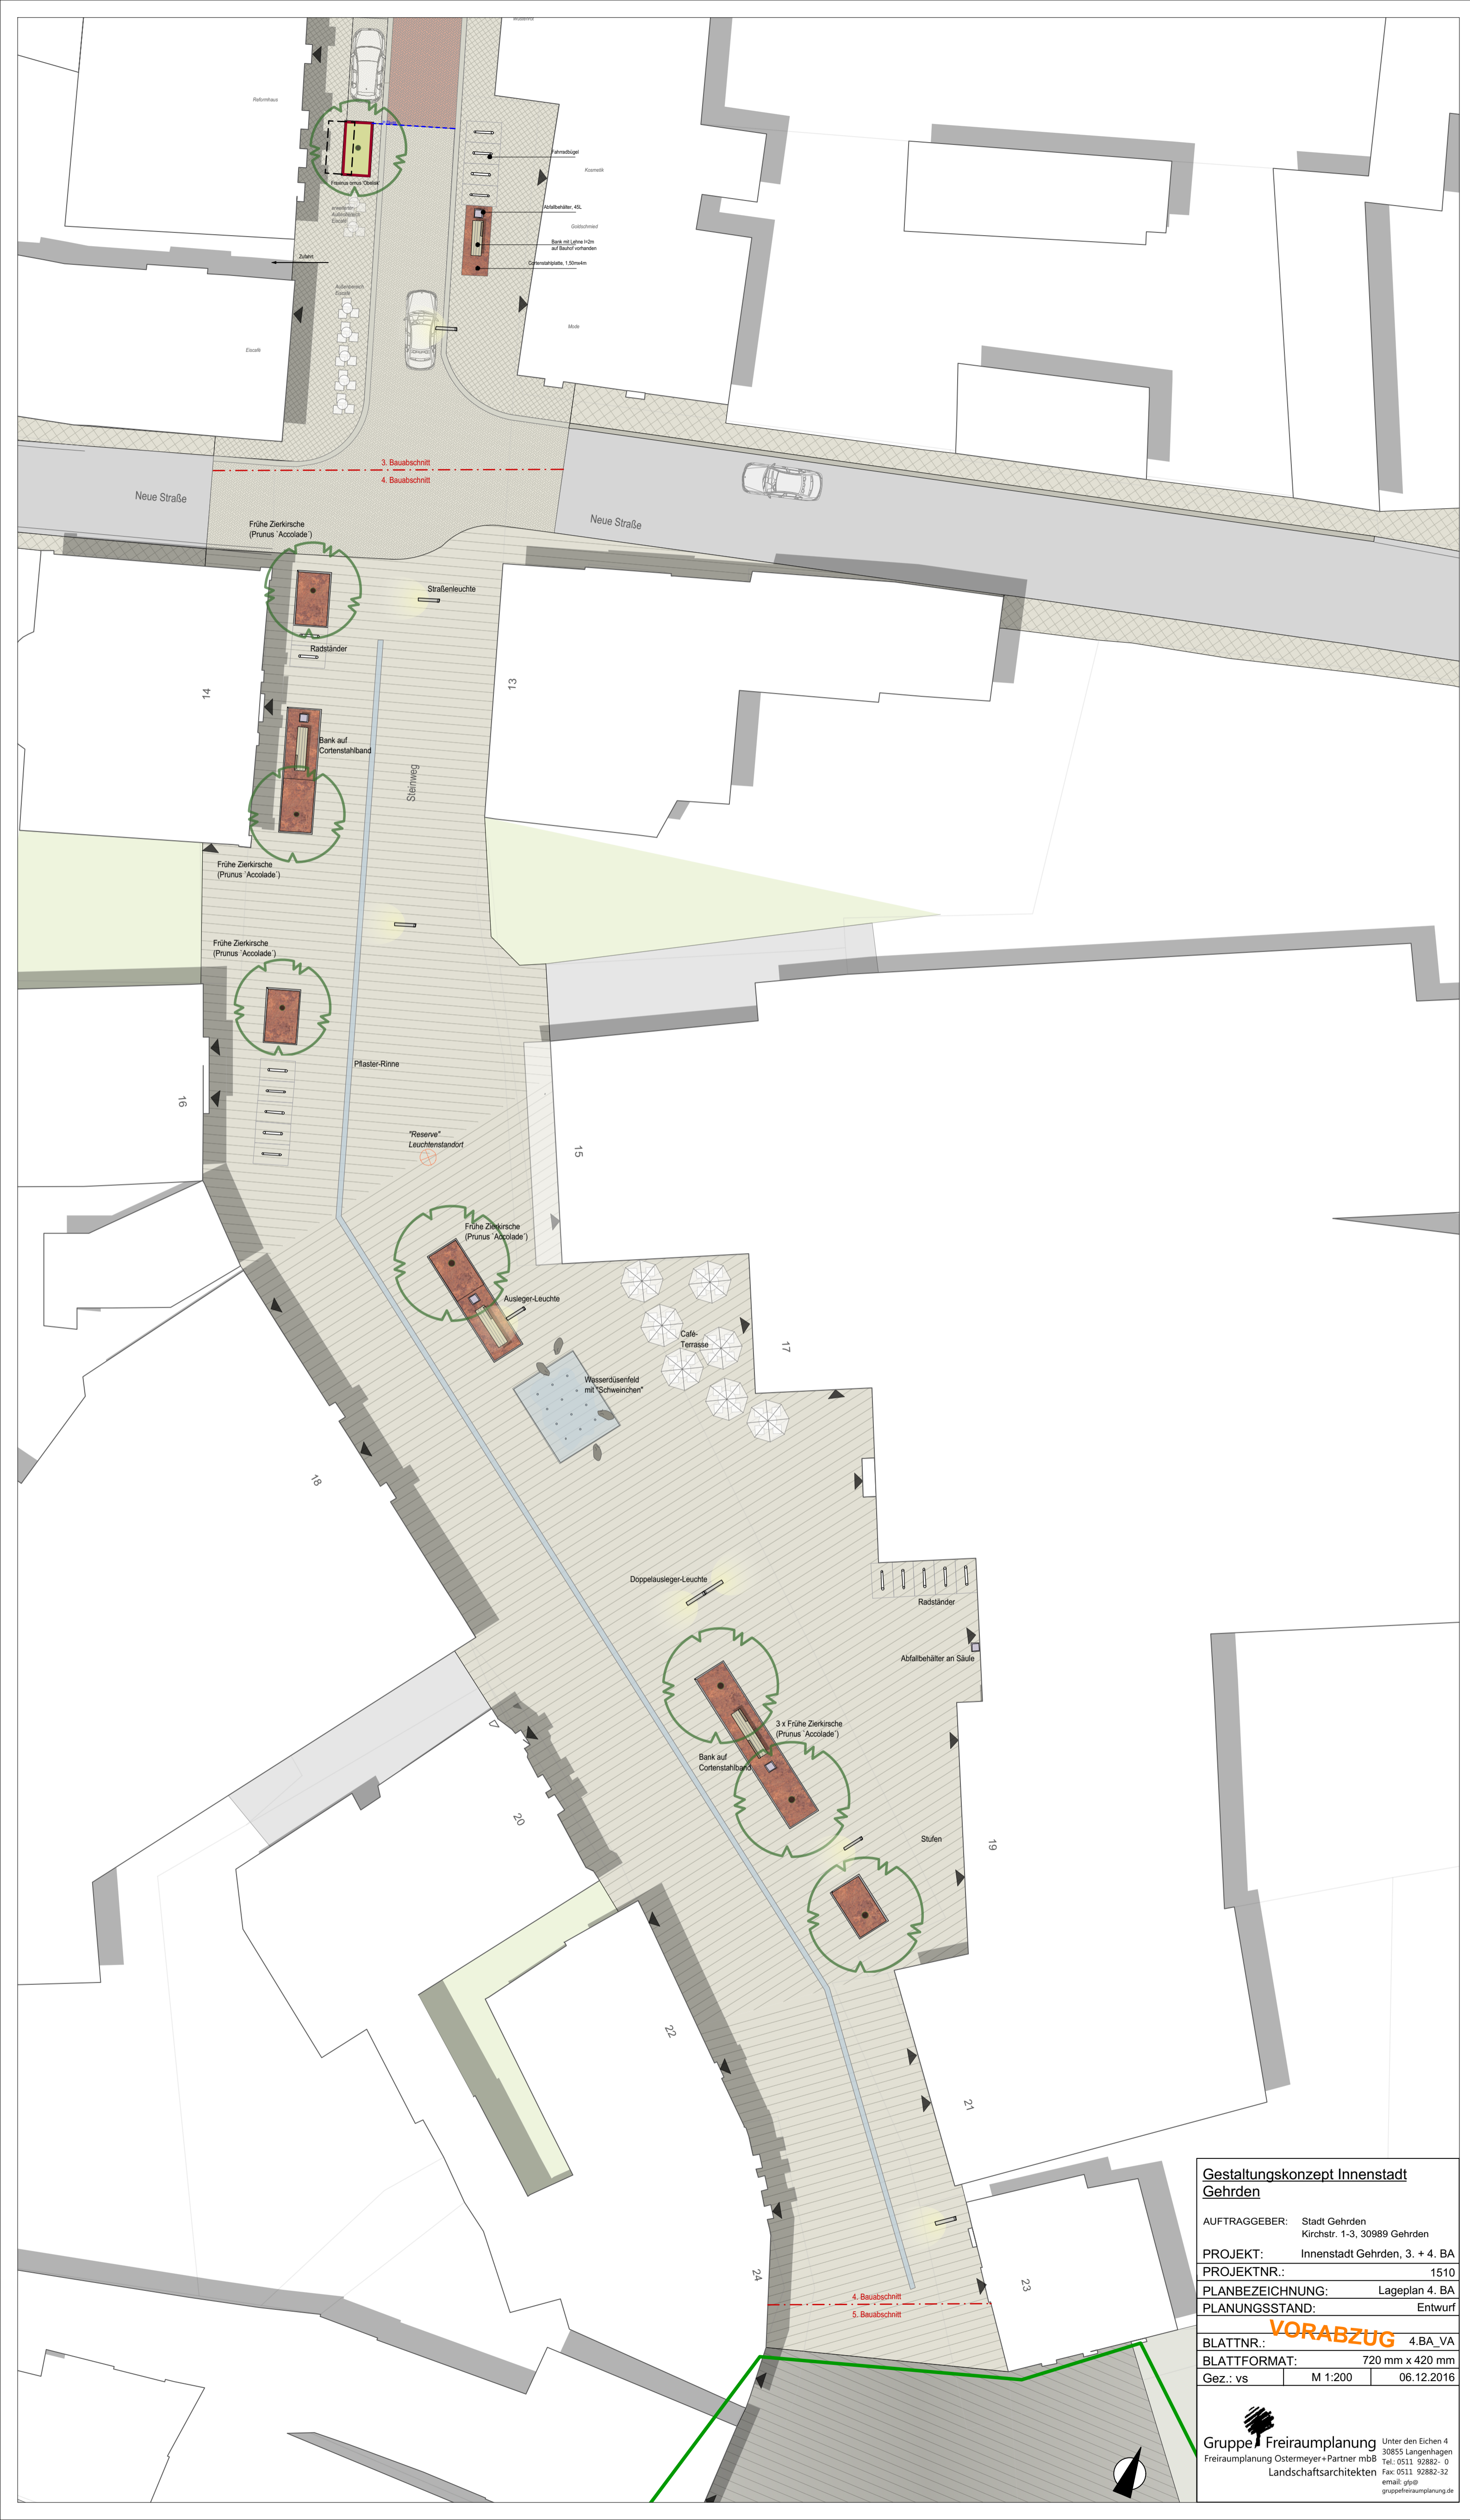 Reformhaus
Fraxinus ornus 'Obelisk'
erweiterter
Außenbereich
Eiscafé
Zufahrt
Außenbereich
Eiscafé
Eiscafé
Fahrradbügel
Kosmetik
Abfallbehälter, 45L
Goldschmied
Bank mit Lehne l=2m
auf Bauhof vorhanden
Cortenstahlplatte, 1,50mx4m
Mode
3. Bauabschnitt
4. Bauabschnitt
Neue Straße
Neue Straße
Frühe Zierkirsche
(Prunus ´Accolade´)
Straßenleuchte
Radständer
14
13
Bank auf
Cortenstahlband
Steinweg
Frühe Zierkirsche
(Prunus ´Accolade´)
Frühe Zierkirsche
(Prunus ´Accolade´)
Pflaster-Rinne
16
"Reserve"
Leuchtenstandort
15
Frühe Zierkirsche
(Prunus ´Accolade´)
Ausleger-Leuchte
Café-
Terrasse
17
Wasserdüsenfeld
mit "Schweinchen"
18
Doppelausleger-Leuchte
Radständer
Abfallbehälter an Säule
3 x Frühe Zierkirsche
(Prunus ´Accolade´)
Bank auf
Cortenstahlband
20
Stufen
19
22
21
24
23
4. Bauabschnitt
5. Bauabschnitt
Gestaltungskonzept Innenstadt
Gehrden
AUFTRAGGEBER: Stadt Gehrden
Kirchstr. 1-3, 30989 Gehrden
PROJEKT: Innenstadt Gehrden, 3. + 4. BA
PROJEKTNR.: 1510
PLANBEZEICHNUNG: Lageplan 4. BA
PLANUNGSSTAND: Entwurf
VORABZUG
BLATTNR.: 4.BA_VA
BLATTFORMAT: 720 mm x 420 mm
Gez.: vs M 1:200 06.12.2016
Gruppe Freiraumplanung
Freiraumplanung Ostermeyer+Partner mbB
Landschaftsarchitekten
Unter den Eichen 4
30855 Langenhagen
Tel.: 0511 92882- 0
Fax: 0511 92882-32
email: gfp@
gruppefreiraumplanung.de